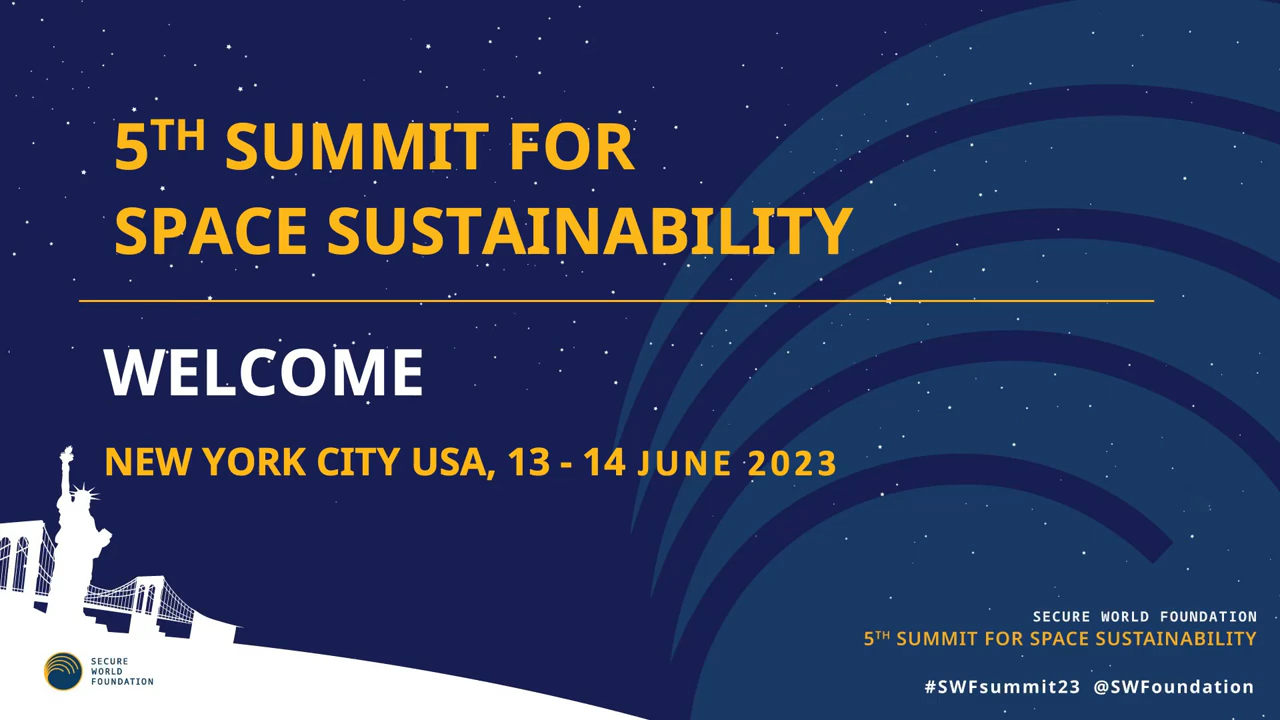 5TH SUMMIT FOR
SPACE SUSTAINABILITY
WELCOME
NEW YORK CITY USA, 13 - 14 JUNE 2023
SECURE
WORLD
FOUNDATION
SECURE WORLD FOUNDATION
5TH SUMMIT FOR SPACE SUSTAINABILITY
#SWFsummit23 @SWFoundation